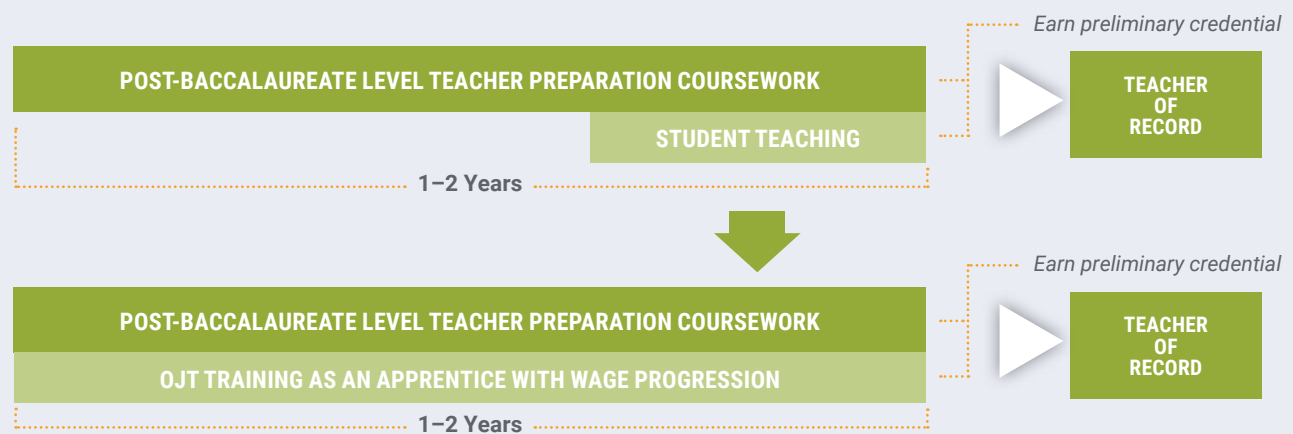 Earn preliminary credential
POST-BACCALAUREATE LEVEL TEACHER PREPARATION COURSEWORK
TEACHER
OF
RECORD
STUDENT TEACHING
1–2 Years
Earn preliminary credential
POST-BACCALAUREATE LEVEL TEACHER PREPARATION COURSEWORK
TEACHER
OF
RECORD
OJT TRAINING AS AN APPRENTICE WITH WAGE PROGRESSION
1–2 Years